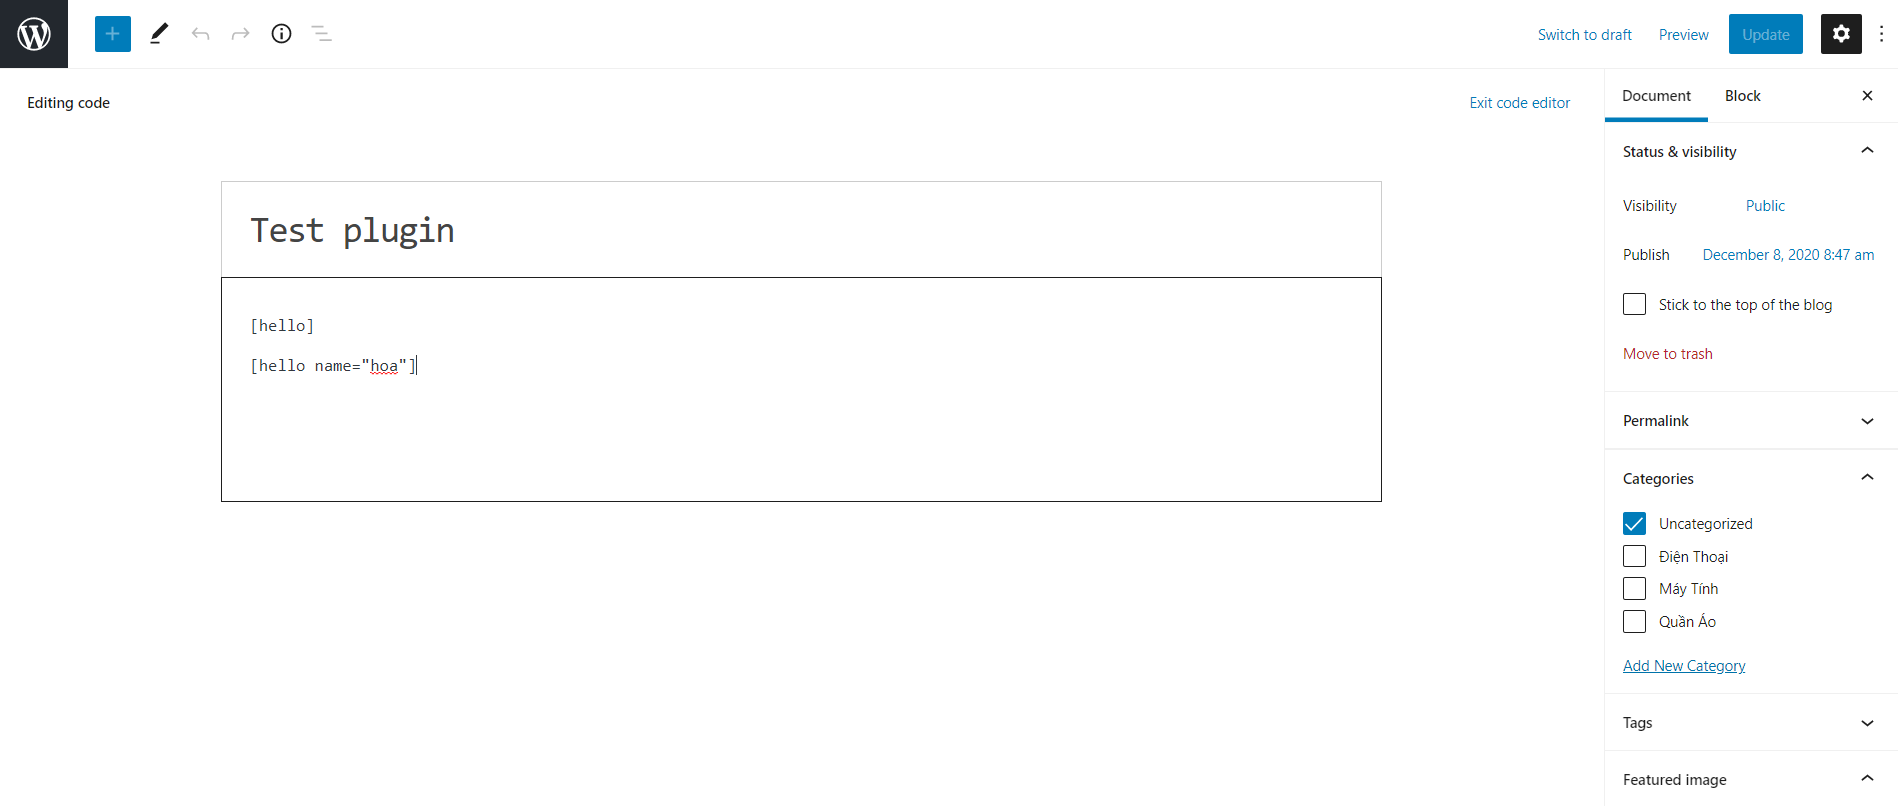 Switch to draft Preview Update
Editing code Exit code editor
Test plugin
[hello]
[hello name="hoa"]
Document Block
Status & visibility
Visibility Public
Publish December 8, 2020 8:47 am
Stick to the top of the blog
Move to trash
Permalink
Categories
Uncategorized
Điện Thoại
Máy Tính
Quần Áo
Add New Category
Tags
Featured image